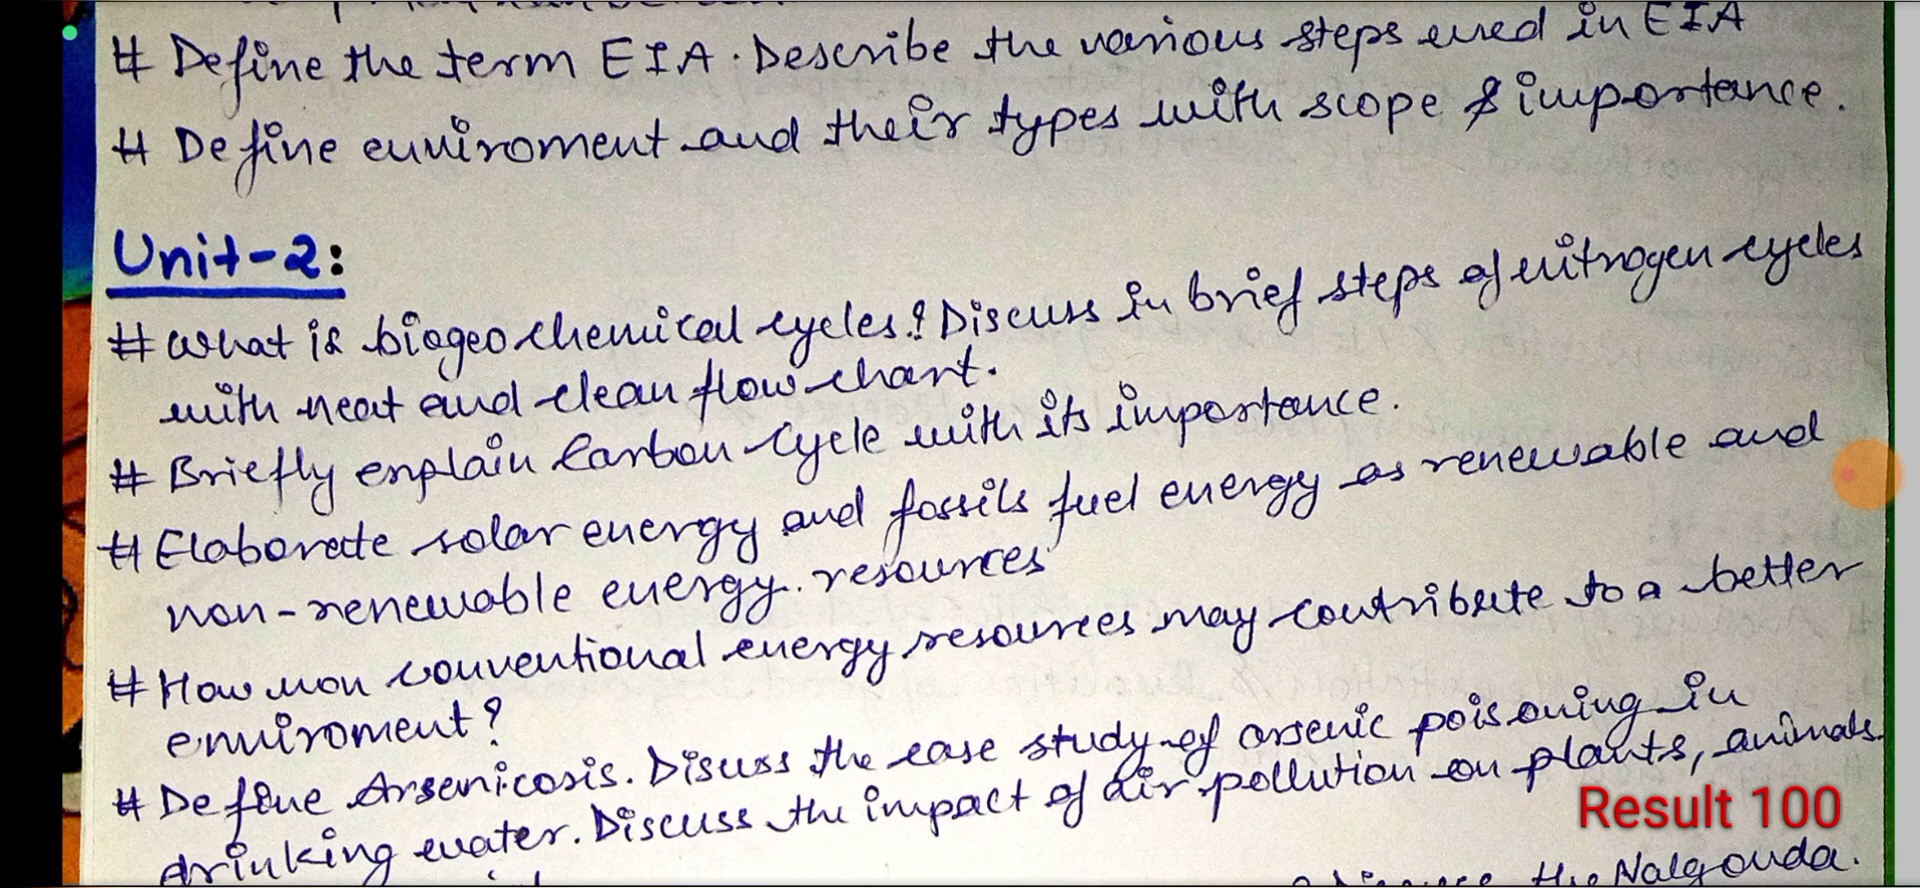 # Define the term EIA. Describe the various steps used in EIA
# Define enviroment and their types with scope & importance.
Unit-2:
# What is biogeochemical cycles? Discuss in brief steps of nitrogen cycles
with neat and clean flow chart.
# Briefly explain Carbon Cycle with its importance.
# Elaborate solar energy and fossils fuel energy as renewable and
non-renewable energy resources
# How non conventional energy resources may contribute to a better
enviroment?
# Define Arsenicosis. Discuss the case study of arsenic poisoning in
drinking water. Discuss the impact of air pollution on plants, animals.
Result 100
the Nalgonda.